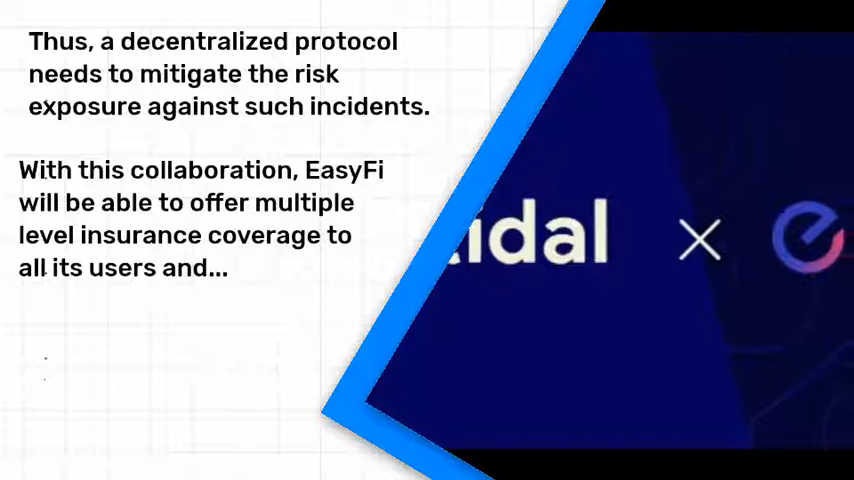 Thus, a decentralized protocol
needs to mitigate the risk
exposure against such incidents.
With this collaboration, EasyFi
will be able to offer multiple
level insurance coverage to
all its users and...
idal × e